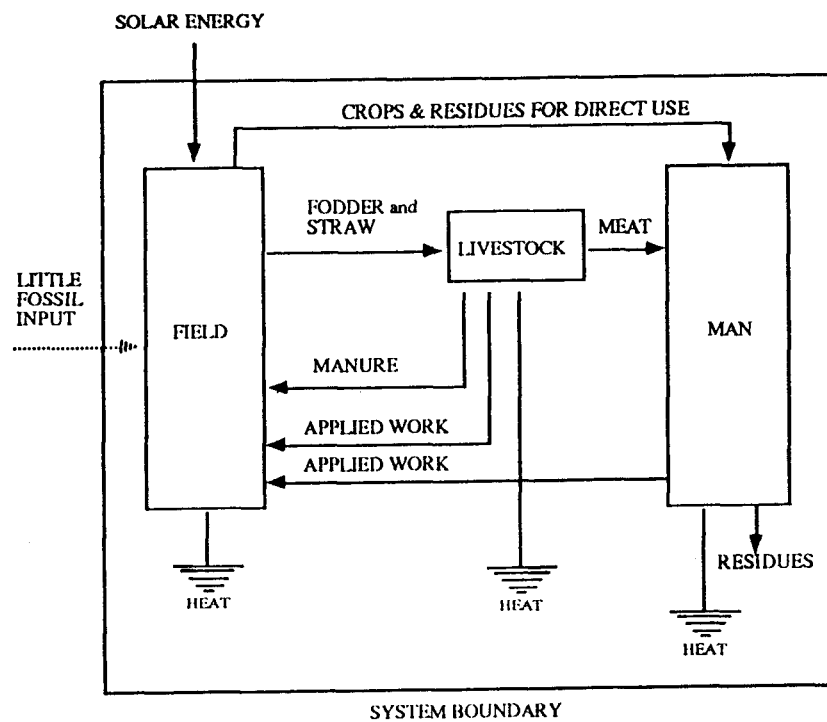 SOLAR ENERGY
CROPS & RESIDUES FOR DIRECT USE
FODDER and
STRAW
LIVESTOCK
MEAT
LITTLE
FOSSIL
INPUT
FIELD
MAN
MANURE
APPLIED WORK
APPLIED WORK
RESIDUES
HEAT
HEAT
HEAT
SYSTEM BOUNDARY